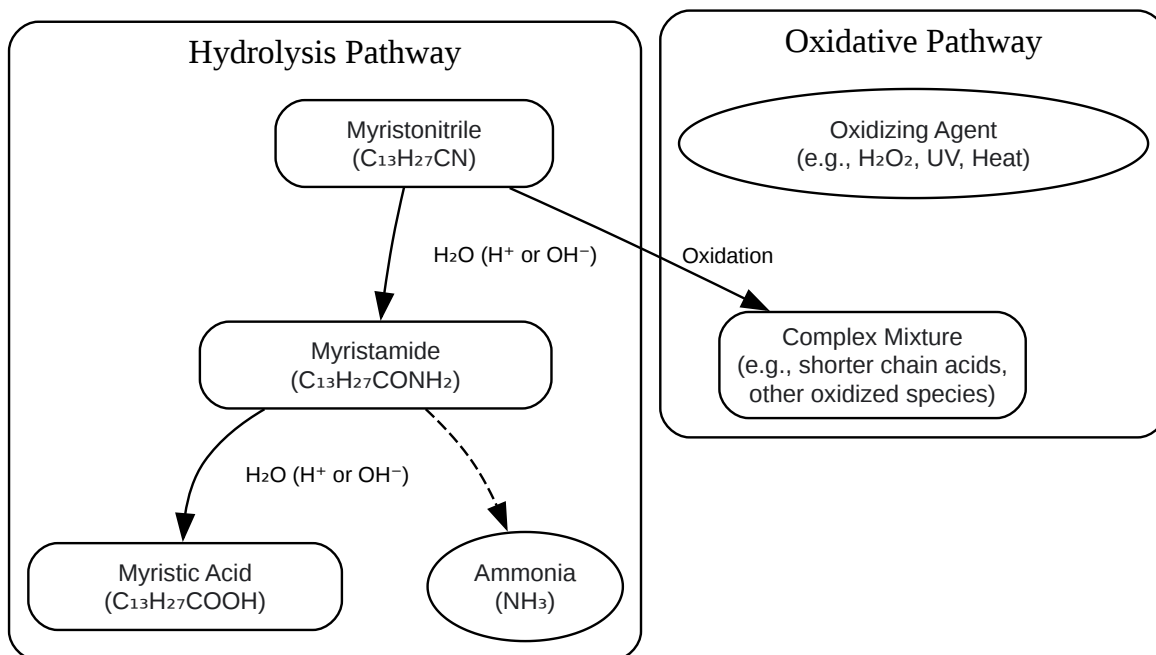 Hydrolysis Pathway
Myristonitrile
(C₁₃H₂₇CN)
H₂O (H⁺ or OH⁻)
Myristamide
(C₁₃H₂₇CONH₂)
H₂O (H⁺ or OH⁻)
Myristic Acid
(C₁₃H₂₇COOH)
Ammonia
(NH₃)
Oxidative Pathway
Oxidizing Agent
(e.g., H₂O₂, UV, Heat)
Oxidation
Complex Mixture
(e.g., shorter chain acids,
other oxidized species)